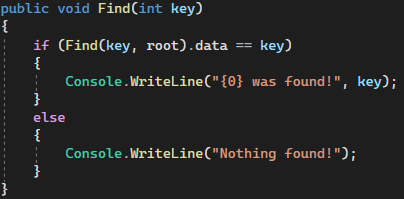 public void Find(int key)
{
    if (Find(key, root).data == key)
    {
        Console.WriteLine("{0} was found!", key);
    }
    else
    {
        Console.WriteLine("Nothing found!");
    }
}